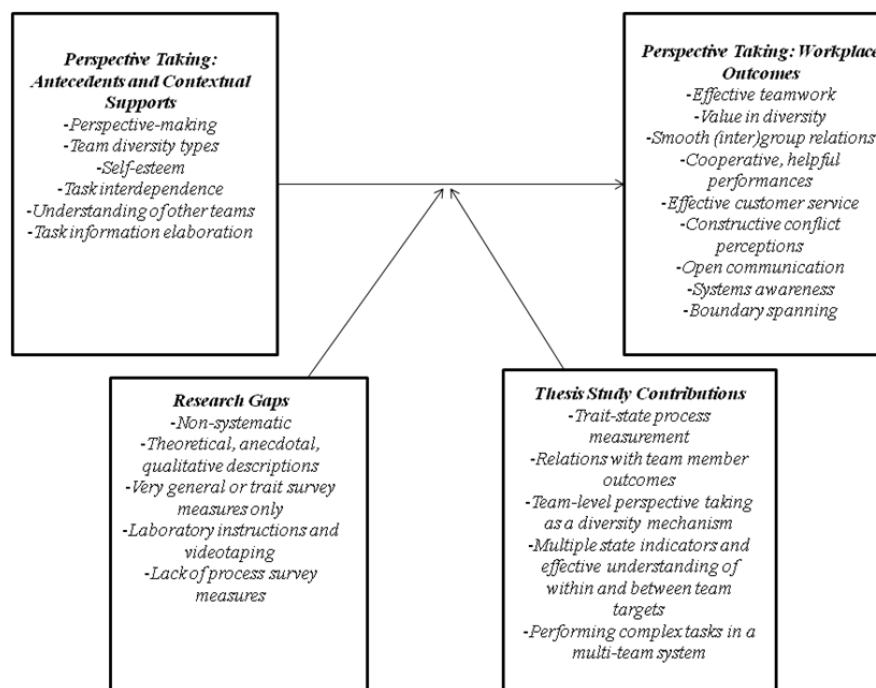 Perspective Taking:
Antecedents and Contextual
Supports
-Perspective-making
-Team diversity types
-Self-esteem
-Task interdependence
-Understanding of other teams
-Task information elaboration
Perspective Taking: Workplace
Outcomes
-Effective teamwork
-Value in diversity
-Smooth (inter)group relations
-Cooperative, helpful
performances
-Effective customer service
-Constructive conflict
perceptions
-Open communication
-Systems awareness
-Boundary spanning
Research Gaps
-Non-systematic
-Theoretical, anecdotal,
qualitative descriptions
-Very general or trait survey
measures only
-Laboratory instructions and
videotaping
-Lack of process survey
measures
Thesis Study Contributions
-Trait-state process
measurement
-Relations with team member
outcomes
-Team-level perspective taking
as a diversity mechanism
-Multiple state indicators and
effective understanding of
within and between team
targets
-Performing complex tasks in a
multi-team system